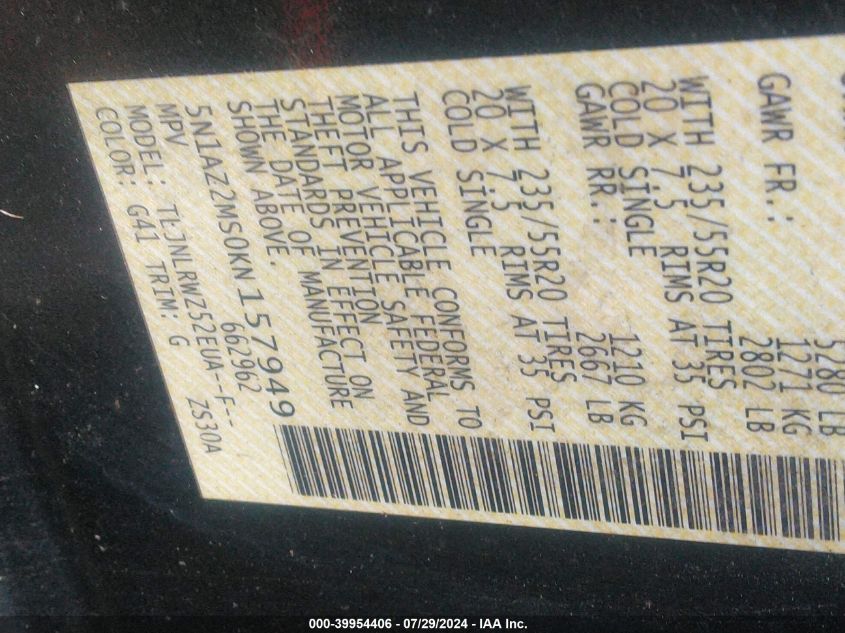 5280 LB
GAWR FR.: 1271 KG
2802 LB
WITH 235/55R20 TIRES
20 X 7.5 RIMS AT 35 PSI
COLD SINGLE
GAWR RR.: 1210 KG
2667 LB
WITH 235/55R20 TIRES
20 X 7.5 RIMS AT 35 PSI
COLD SINGLE
THIS VEHICLE CONFORMS TO
ALL APPLICABLE FEDERAL
MOTOR VEHICLE SAFETY AND
THEFT PREVENTION
STANDARDS IN EFFECT ON
THE DATE OF MANUFACTURE
SHOWN ABOVE.
5N1AZ2MS0KN157949
MPV 662962
MODEL: TLJNLRWZ52EUA--F--
COLOR: G41 TRIM: G ZS30A
000-39954406 - 07/29/2024 - IAA Inc.